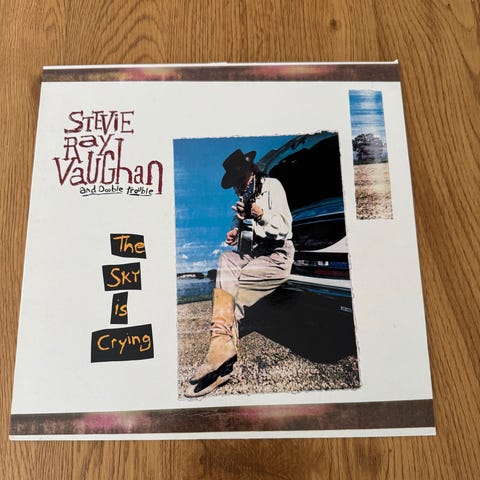 STEVIE
RAY
VAUGHAN
and Double trouble
The
SKY
is
Crying